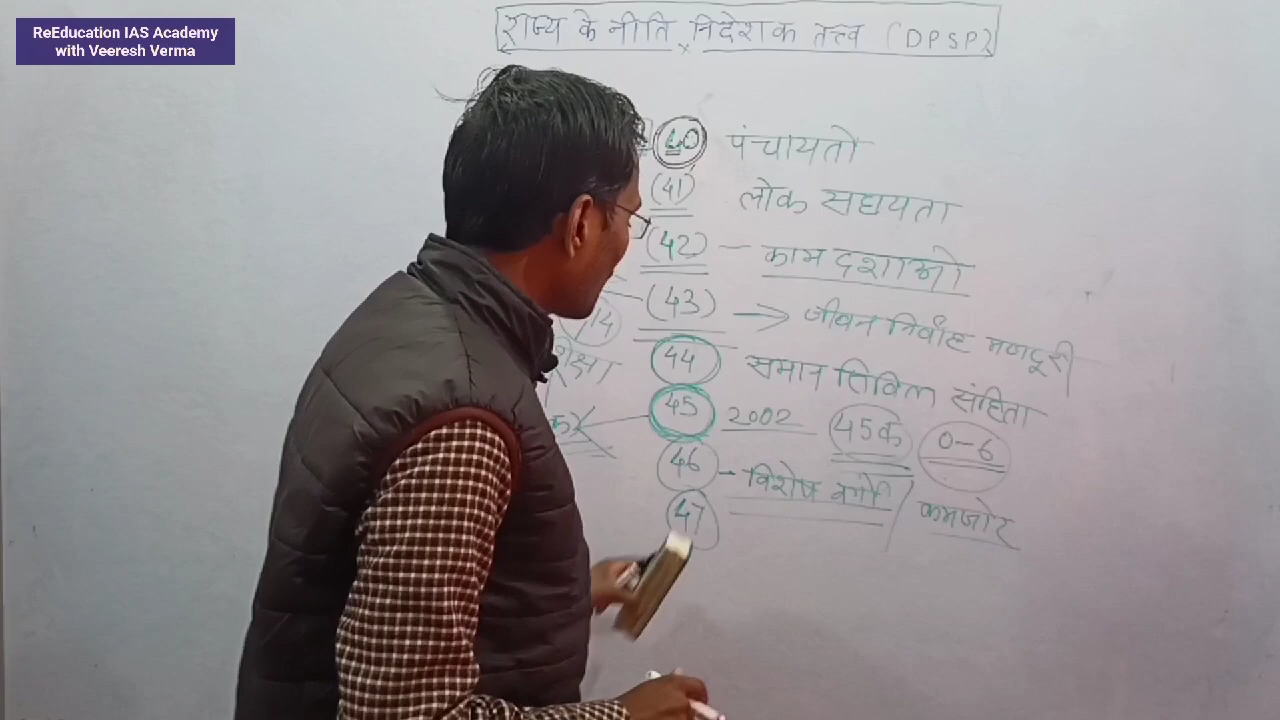 ReEducation IAS Academy
with Veeresh Verma
राज्य के नीति निदेशक तत्त्व (DPSP)
40 पंचायतो
(41) लोक सहायता
(42) — काम दशाओ
(43) → जीवन निर्वाह मजदूरी
14
44 समान सिविल संहिता
शिक्षा
45 2002 45क 0-6
46 - विशेष वर्गो / कमजोर
47